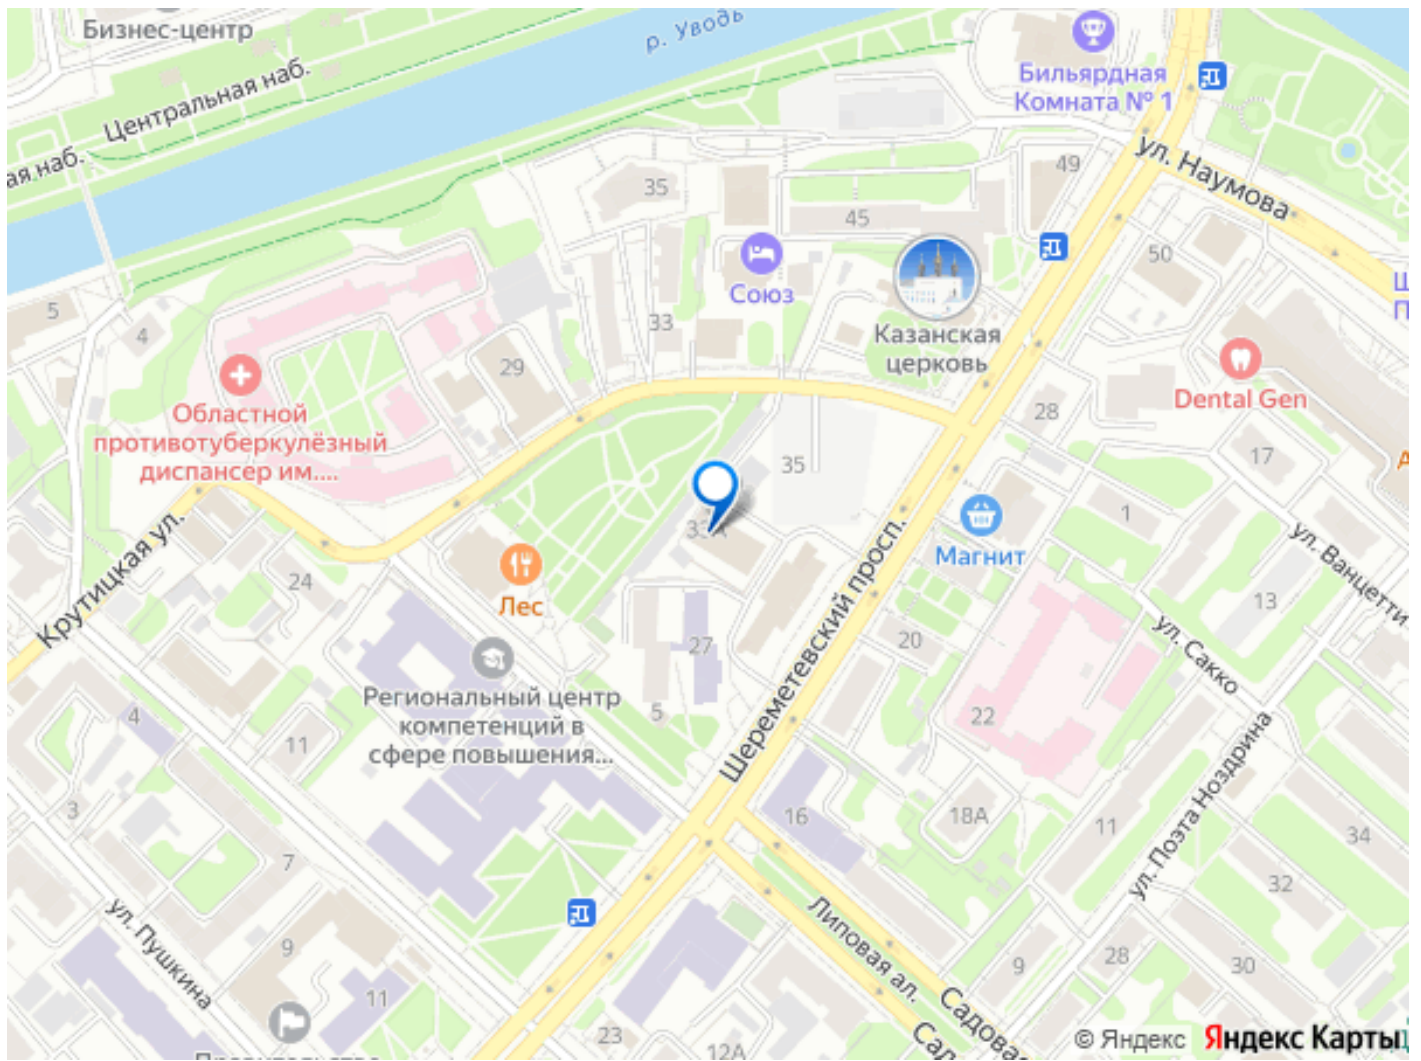 Бизнес-центр
р. Уводь
Центральная наб.
ая наб.
Бильярдная
Комната № 1
ул. Наумова
35
49
45
50
5
4
33
29
Союз
Казанская
церковь
Dental Gen
Областной
противотуберкулёзный
диспансер им....
28
17
35
1
13
Магнит
ул. Ванцетти
ул. Сакко
Крутицкая ул.
24
Лес
27
20
22
5
Шереметевский просп.
Региональный центр
компетенций в
сфере повышения...
4
11
3
7
16
18А
11
34
32
ул. Поэта Ноздрина
ул. Пушкина
9
11
Липовая ал.
Садовая
Сад
9
28
30
23
12А
© Яндекс
Яндекс Карты